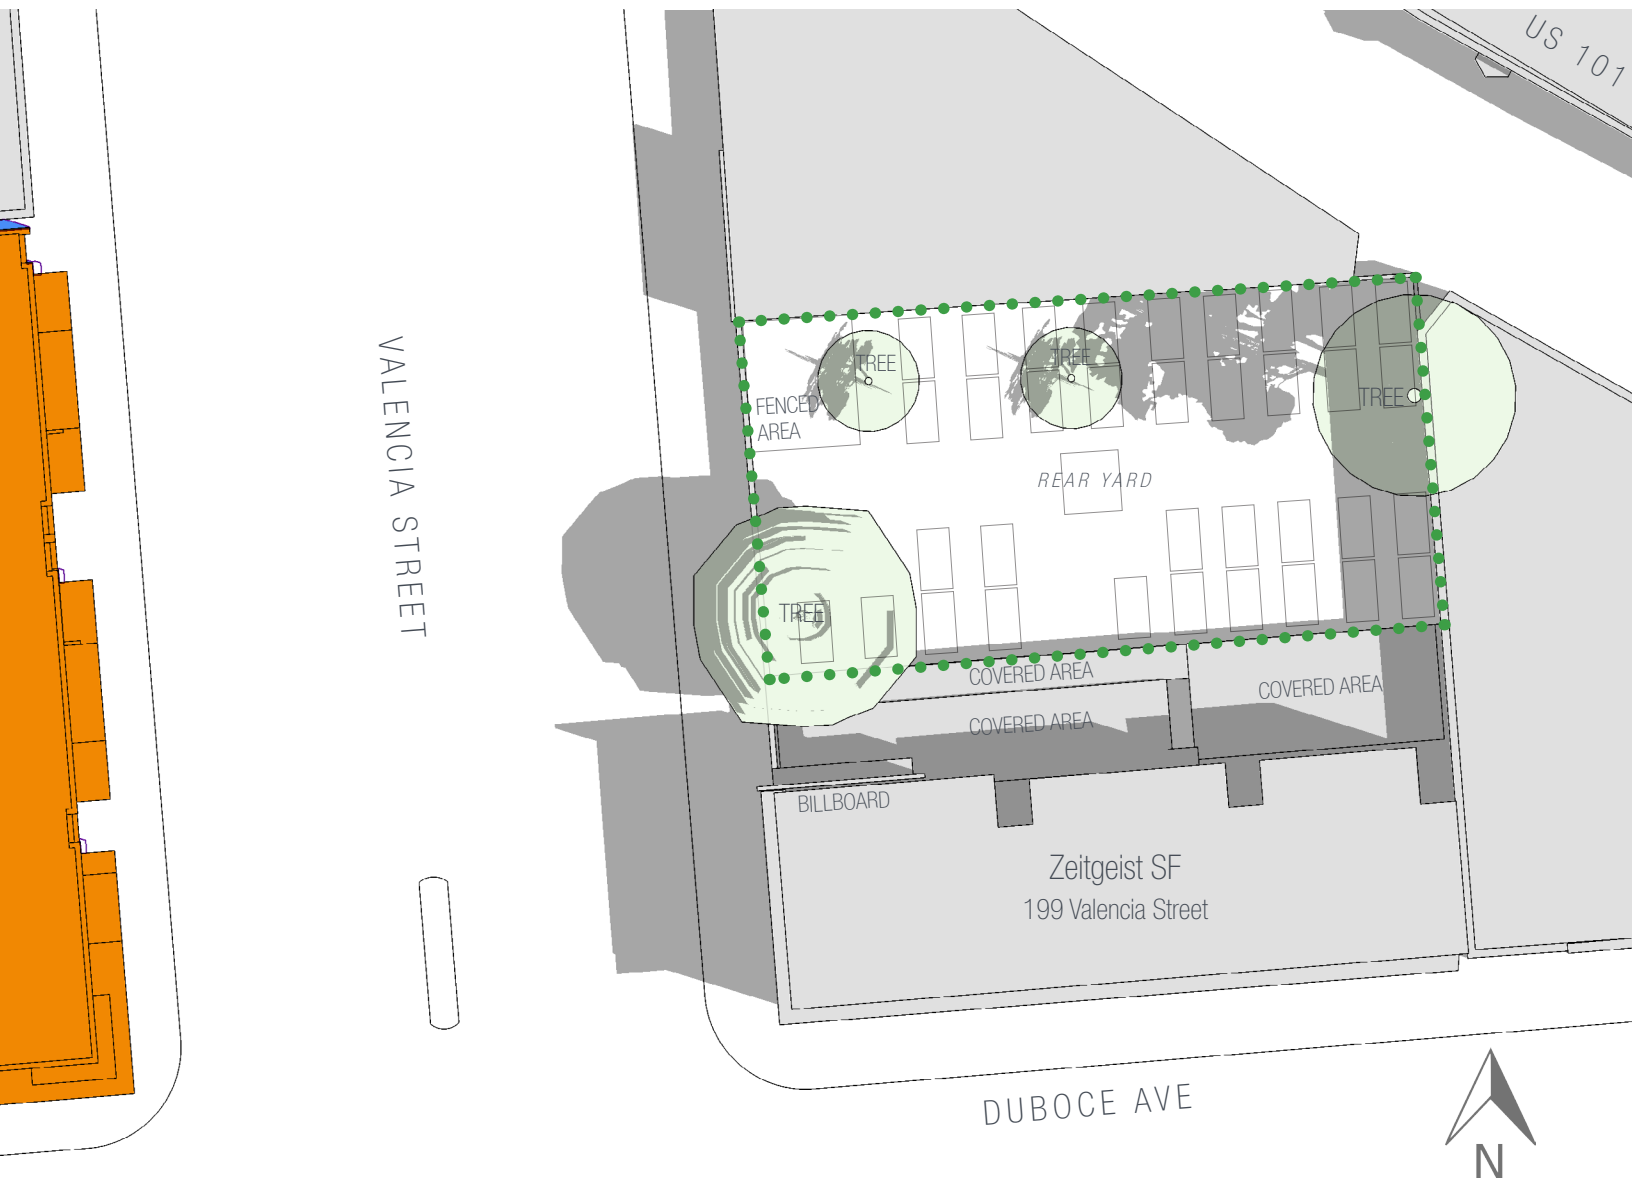 US 101
VALENCIA STREET
TREE
TREE
TREE
FENCED
AREA
REAR YARD
TREE
COVERED AREA
COVERED AREA
COVERED AREA
BILLBOARD
Zeitgeist SF
199 Valencia Street
DUBOCE AVE
N